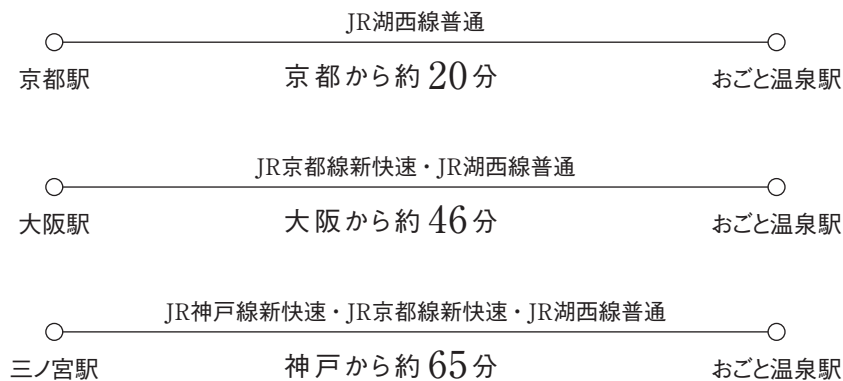 JR湖西線普通
京都駅 京都から約20分 おごと温泉駅
JR京都線新快速・JR湖西線普通
大阪駅 大阪から約46分 おごと温泉駅
JR神戸線新快速・JR京都線新快速・JR湖西線普通
三ノ宮駅 神戸から約65分 おごと温泉駅